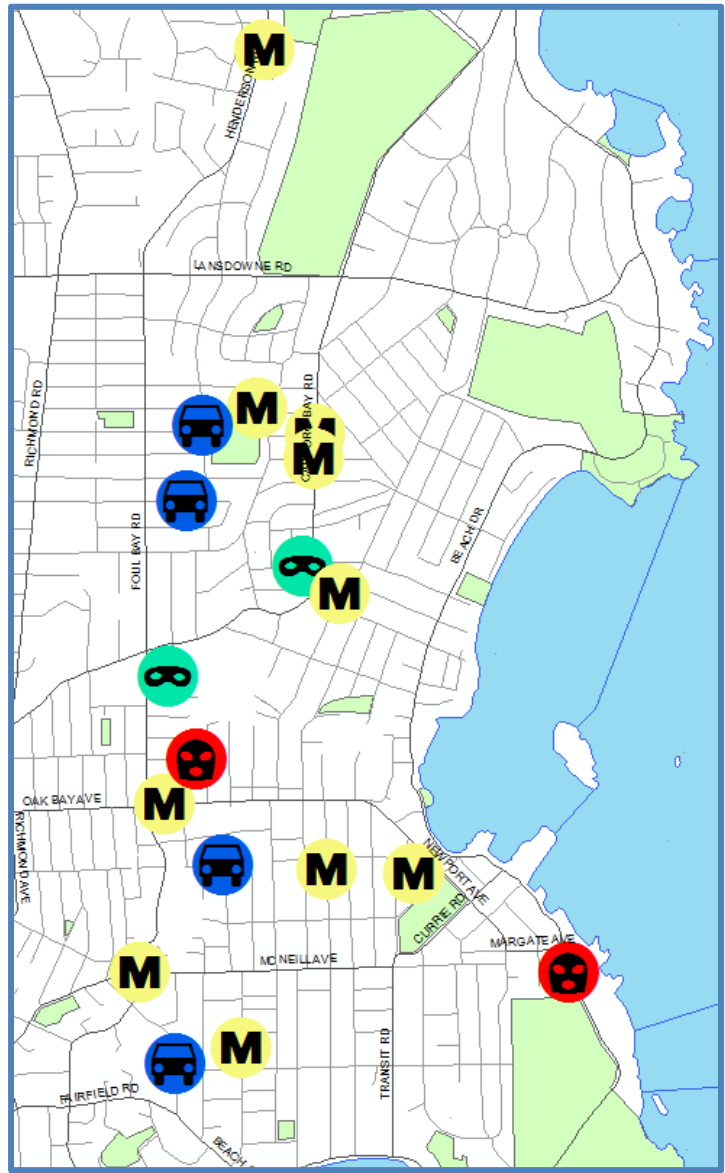 M
HENDERSON
LANSDOWNE RD
RICHMOND RD
M
BAY RD
M
M
FOUL BAY RD
BEACH DR
M
OAK BAY AVE
M
RICHMOND AVE
M
M
NEWPORT AVE
CURRIE RD
MARGATE AVE
MCNEILL AVE
M
TRANSIT RD
M
FAIRFIELD RD
BEACH